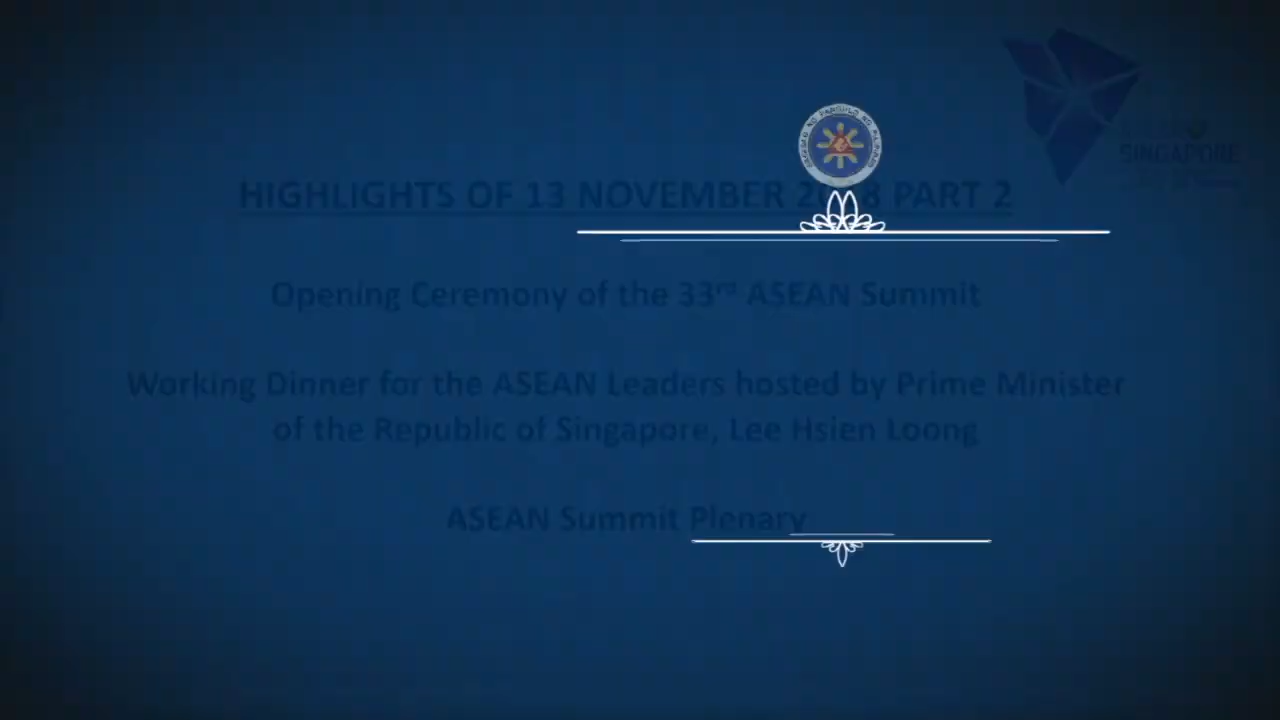 SINGAPORE
HIGHLIGHTS OF 13 NOVEMBER 2018 PART 2
Opening Ceremony of the 33rd ASEAN Summit
Working Dinner for the ASEAN Leaders hosted by Prime Minister
of the Republic of Singapore, Lee Hsien Loong
ASEAN Summit Plenary